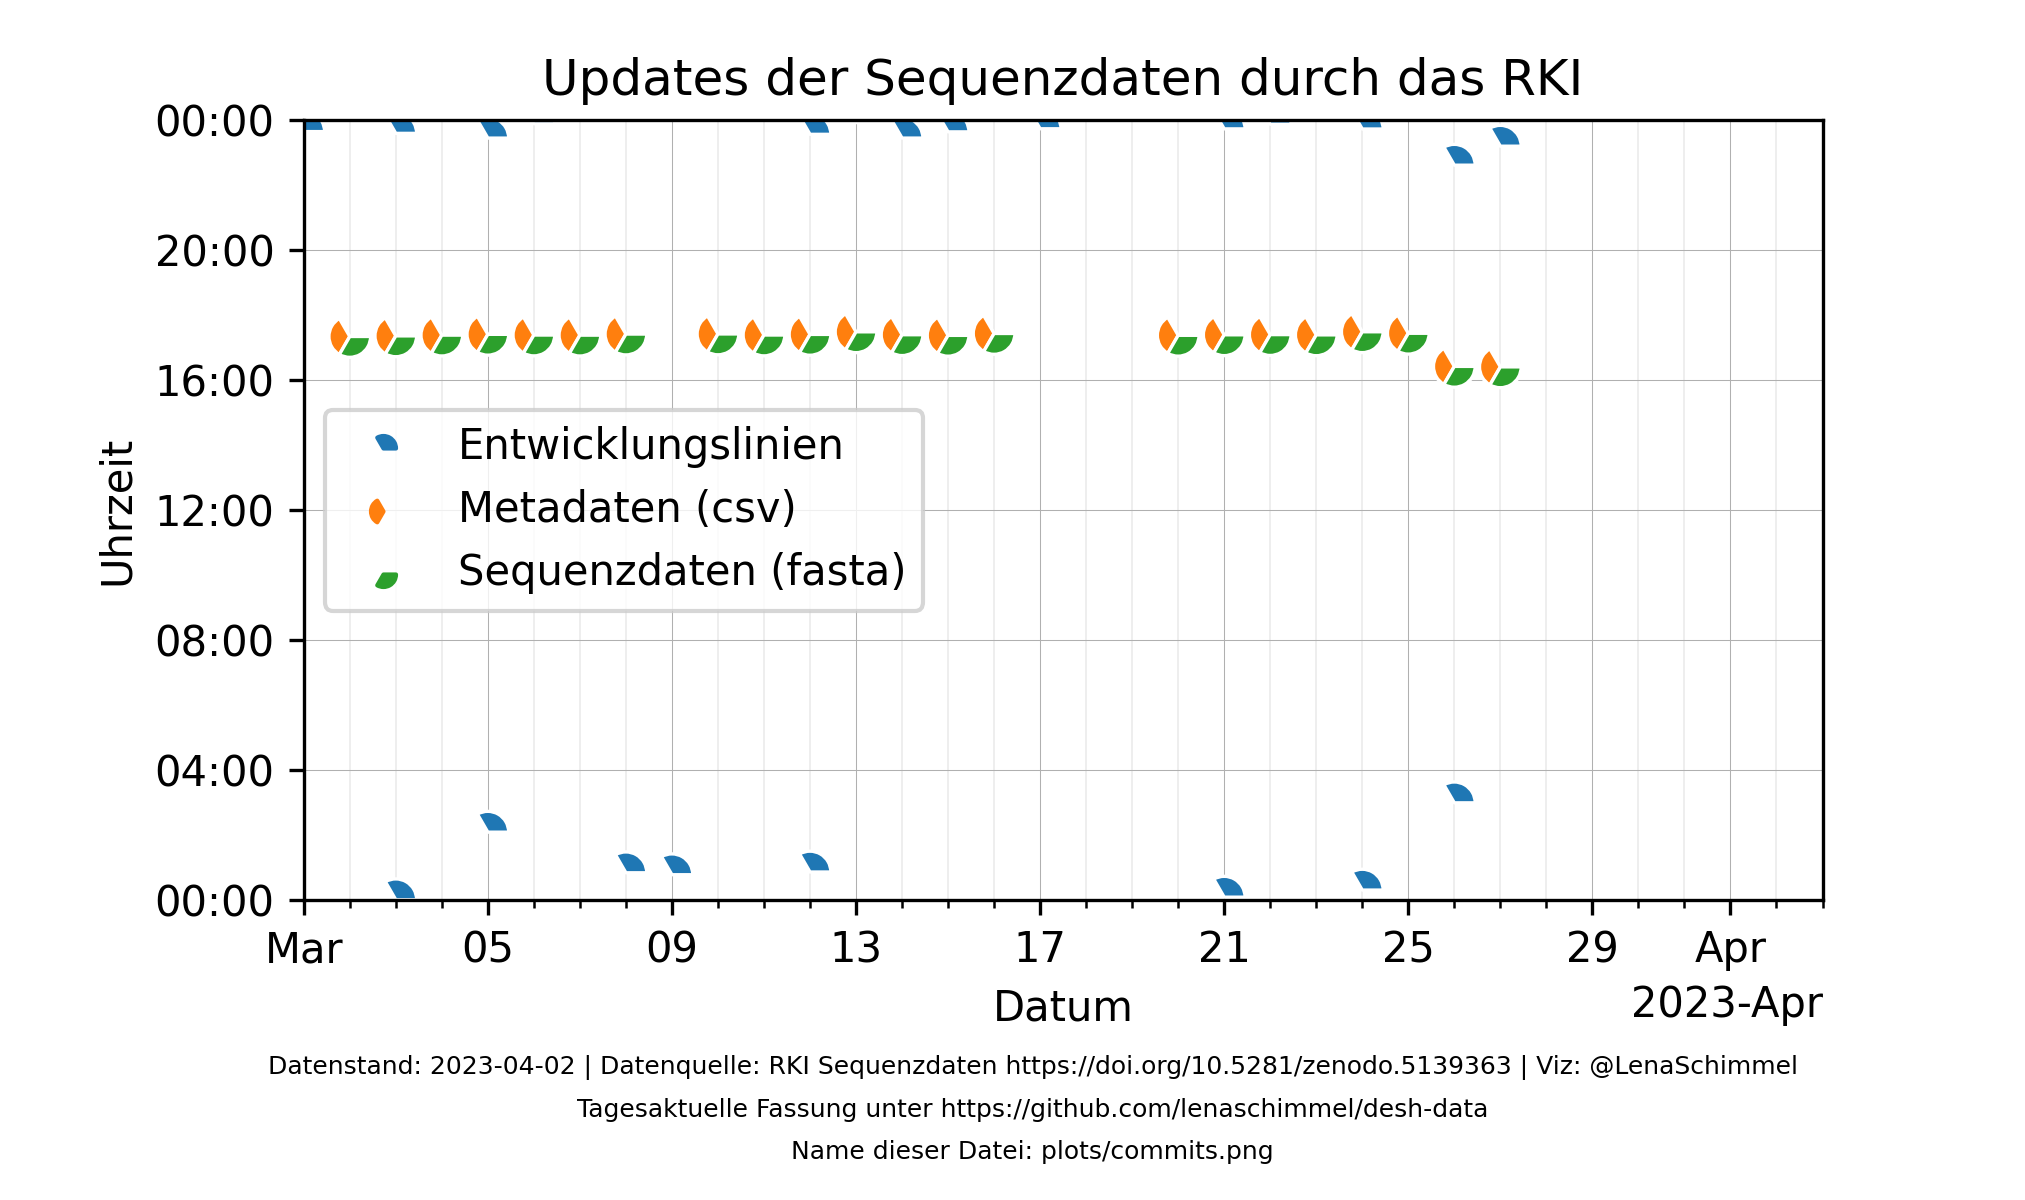 Updates der Sequenzdaten durch das RKI
00:00
20:00
16:00
12:00
08:00
04:00
00:00
Uhrzeit
Entwicklungslinien
Metadaten (csv)
Sequenzdaten (fasta)
Mar 05 09 13 17 21 25 29 Apr
2023-Apr
Datum
Datenstand: 2023-04-02 | Datenquelle: RKI Sequenzdaten https://doi.org/10.5281/zenodo.5139363 | Viz: @LenaSchimmel
Tagesaktuelle Fassung unter https://github.com/lenaschimmel/desh-data
Name dieser Datei: plots/commits.png